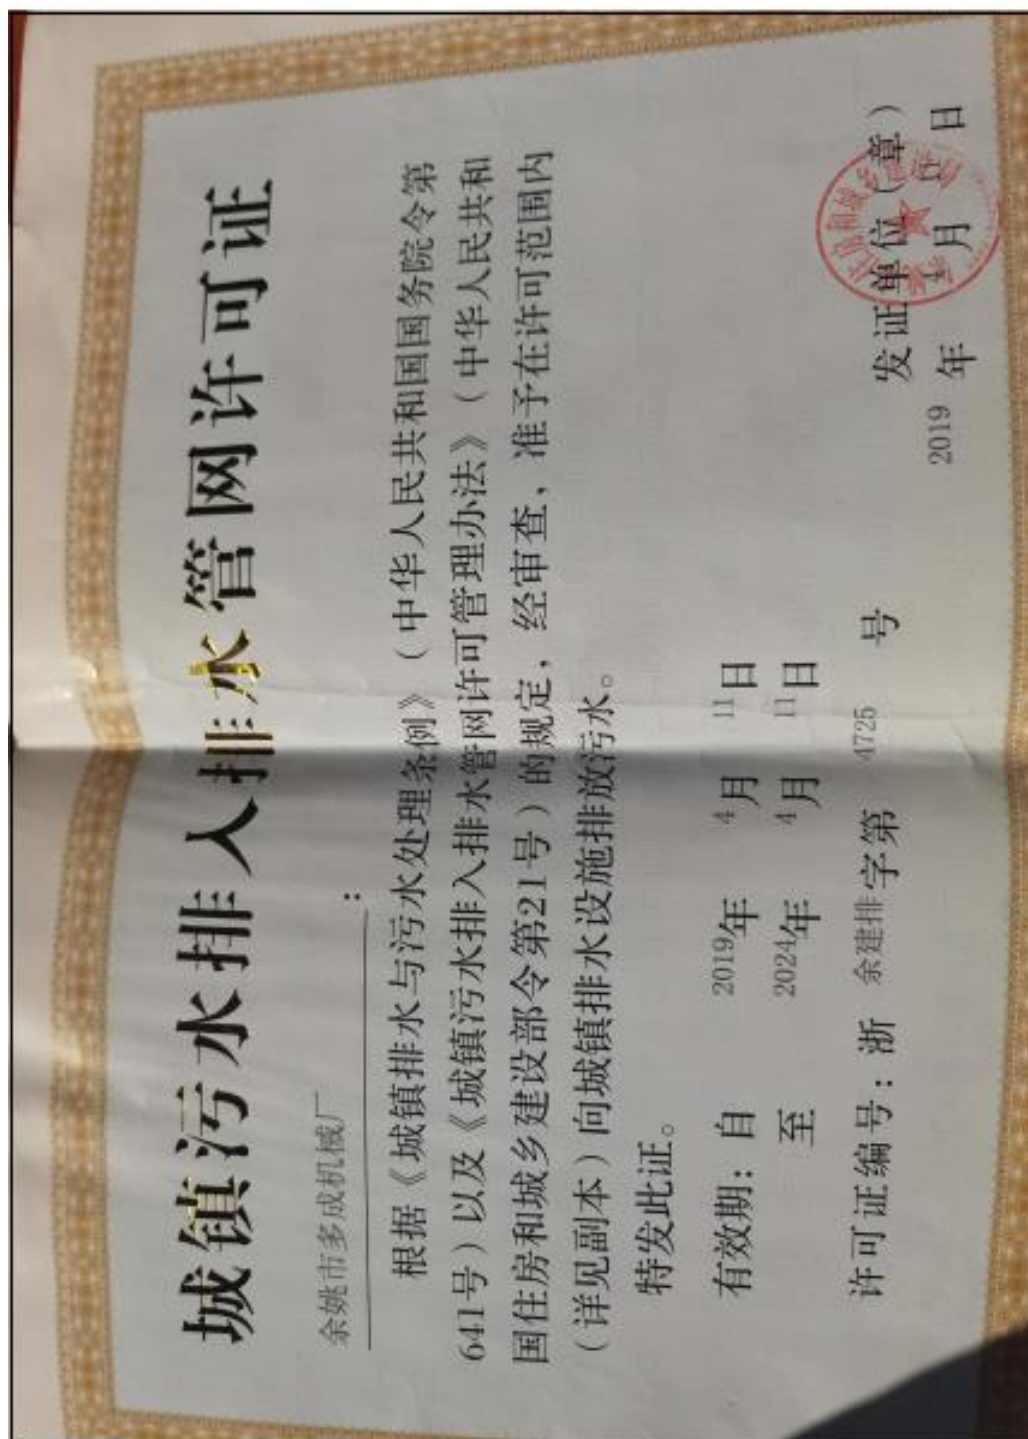 城镇污水排入排水管网许可证
余姚市多成机械厂：
根据《城镇排水与污水处理条例》（中华人民共和国国务院令第
641号）以及《城镇污水排入排水管网许可管理办法》（中华人民共和
国住房和城乡建设部令第21号）的规定，经审查，准予在许可范围内
（详见副本）向城镇排水设施排放污水。
特发此证。
有效期：自 2019年 4月 11日
至 2024年 4月 11日
许可证编号：浙 余建排字第 4725 号
发证单位（章）
2019年 4月 11日